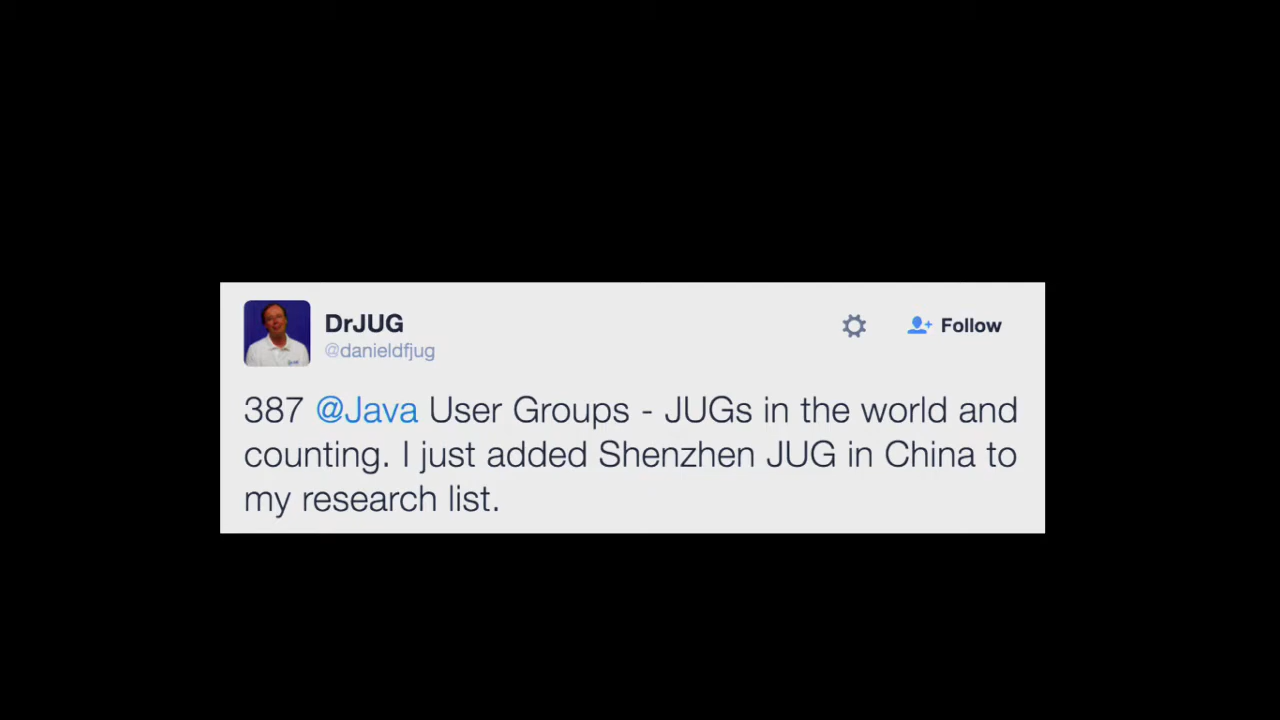 DrJUG
@danieldfjug
Follow
387 @Java User Groups - JUGs in the world and
counting. I just added Shenzhen JUG in China to
my research list.